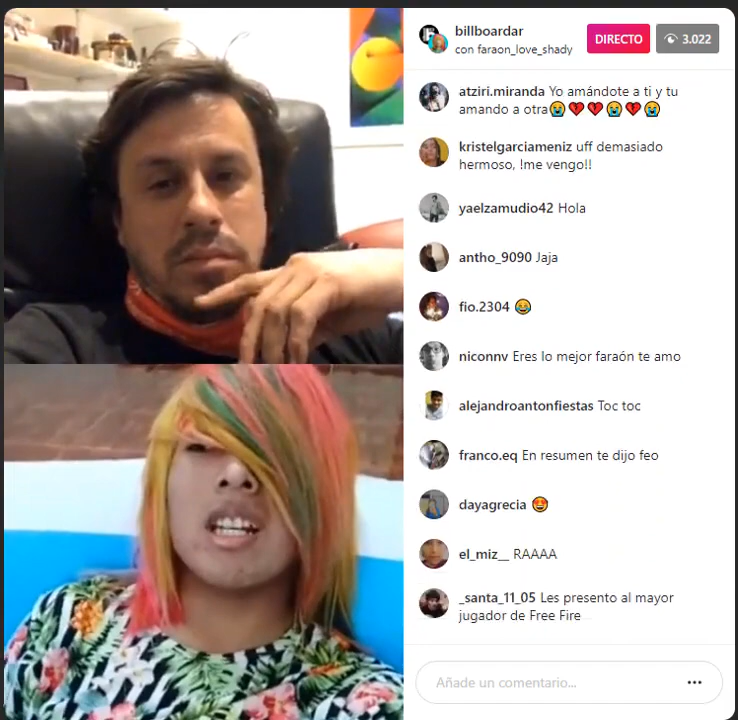 billboardar
con faraon_love_shady
DIRECTO
3.022
atziri.miranda Yo amándote a ti y tu
amando a otra😭💔💔😭💔😭
kristelgarciameniz uff demasiado
hermoso, !me vengo!!
yaelzamudio42 Hola
antho_9090 Jaja
fio.2304 😂
niconnv Eres lo mejor faraón te amo
alejandroantonfiestas Toc toc
franco.eq En resumen te dijo feo
dayagrecia 🤩
el_miz__ RAAAA
_santa_11_05 Les presento al mayor
jugador de Free Fire
Añade un comentario...